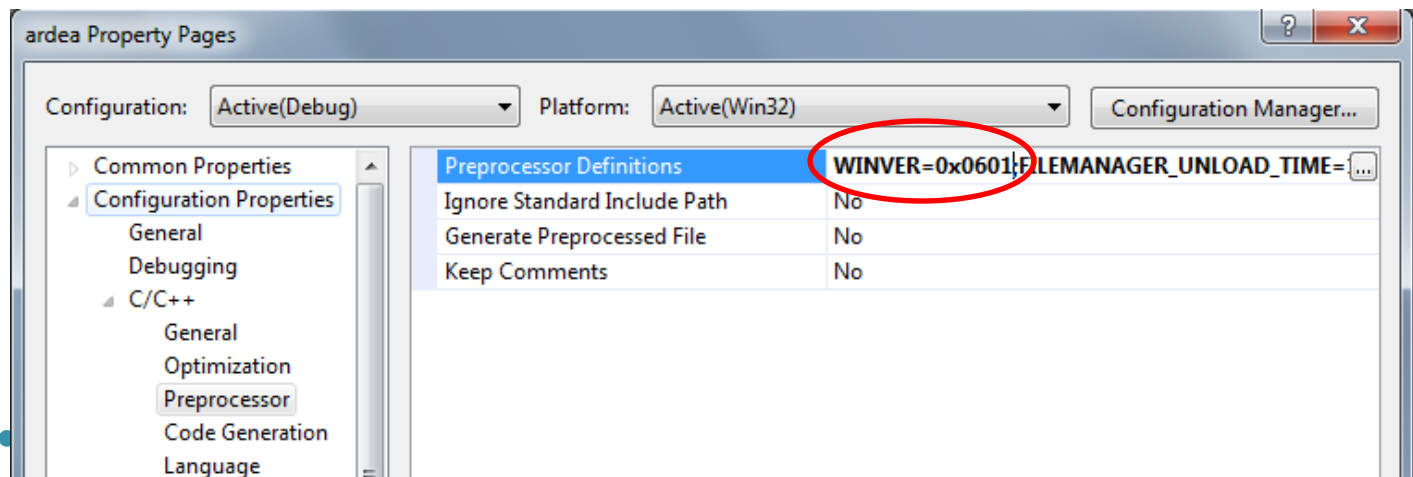 ardea Property Pages
Configuration: Active(Debug) Platform: Active(Win32) Configuration Manager...
Common Properties
Configuration Properties
General
Debugging
C/C++
General
Optimization
Preprocessor
Code Generation
Language
Preprocessor Definitions WINVER=0x0601;FILEMANAGER_UNLOAD_TIME= ...
Ignore Standard Include Path No
Generate Preprocessed File No
Keep Comments No